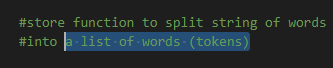 #store function to split string of words
#into a list of words (tokens)